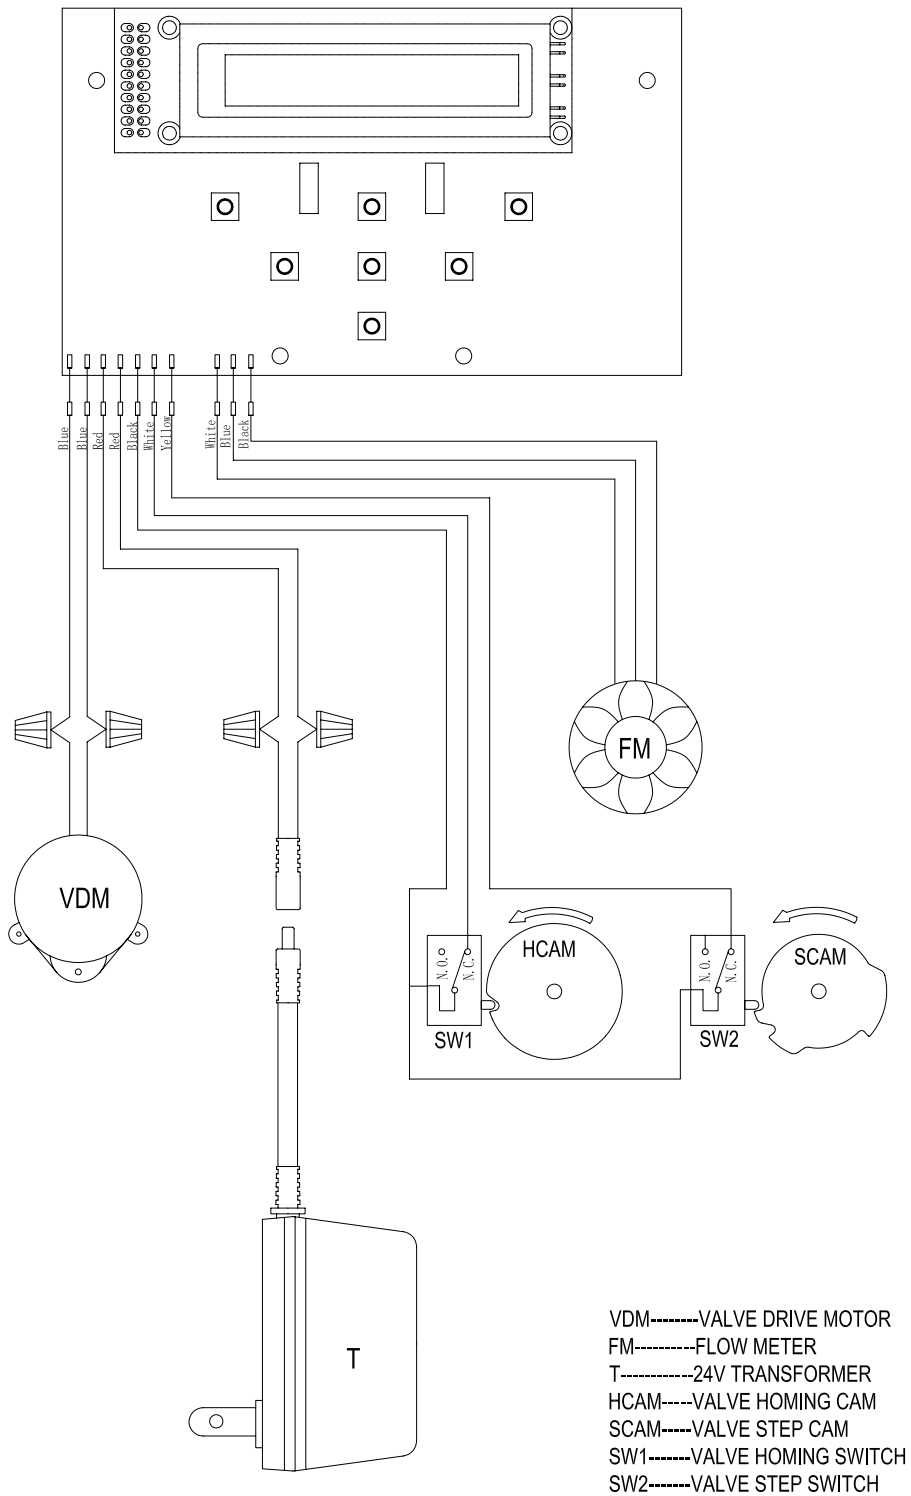 Blue
Blue
Red
Red
Black
White
Yellow
White
Blue
Black
FM
VDM
HCAM
SCAM
N. O.
N. C.
N. O.
N. C.
SW1
SW2
T
VDM--------VALVE DRIVE MOTOR
FM----------FLOW METER
T------------24V TRANSFORMER
HCAM-----VALVE HOMING CAM
SCAM-----VALVE STEP CAM
SW1-------VALVE HOMING SWITCH
SW2-------VALVE STEP SWITCH